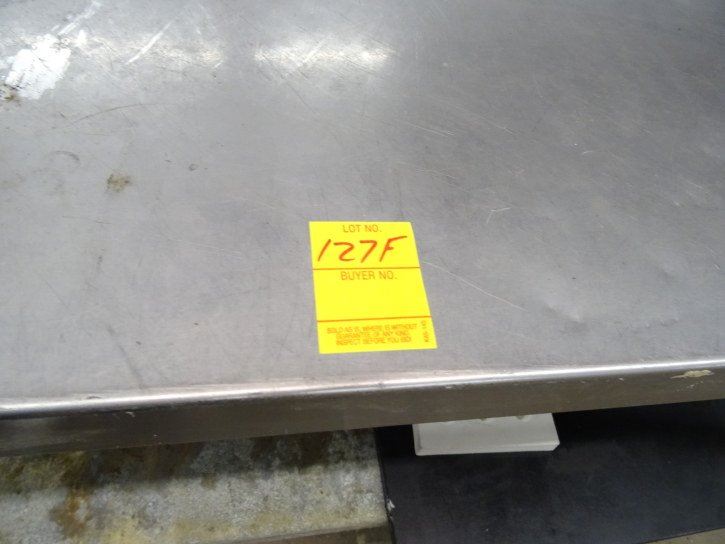 LOT NO.
127F
BUYER NO.
SOLD AS IS, WHERE IS WITHOUT
GUARANTEE OF ANY KIND.
INSPECT BEFORE YOU BID!